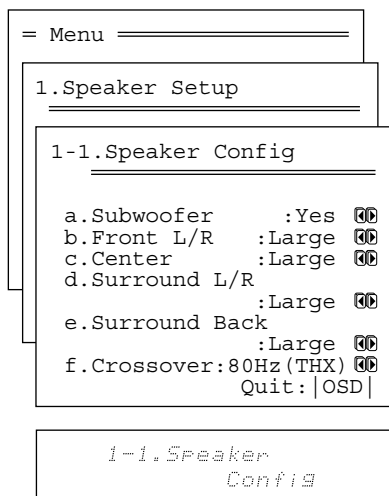 Menu
1.Speaker Setup
1-1.Speaker Config
a.Subwoofer :Yes
b.Front L/R :Large
c.Center :Large
d.Surround L/R
:Large
e.Surround Back
:Large
f.Crossover:80Hz(THX)
Quit:|OSD|
1-1.Speaker
Config